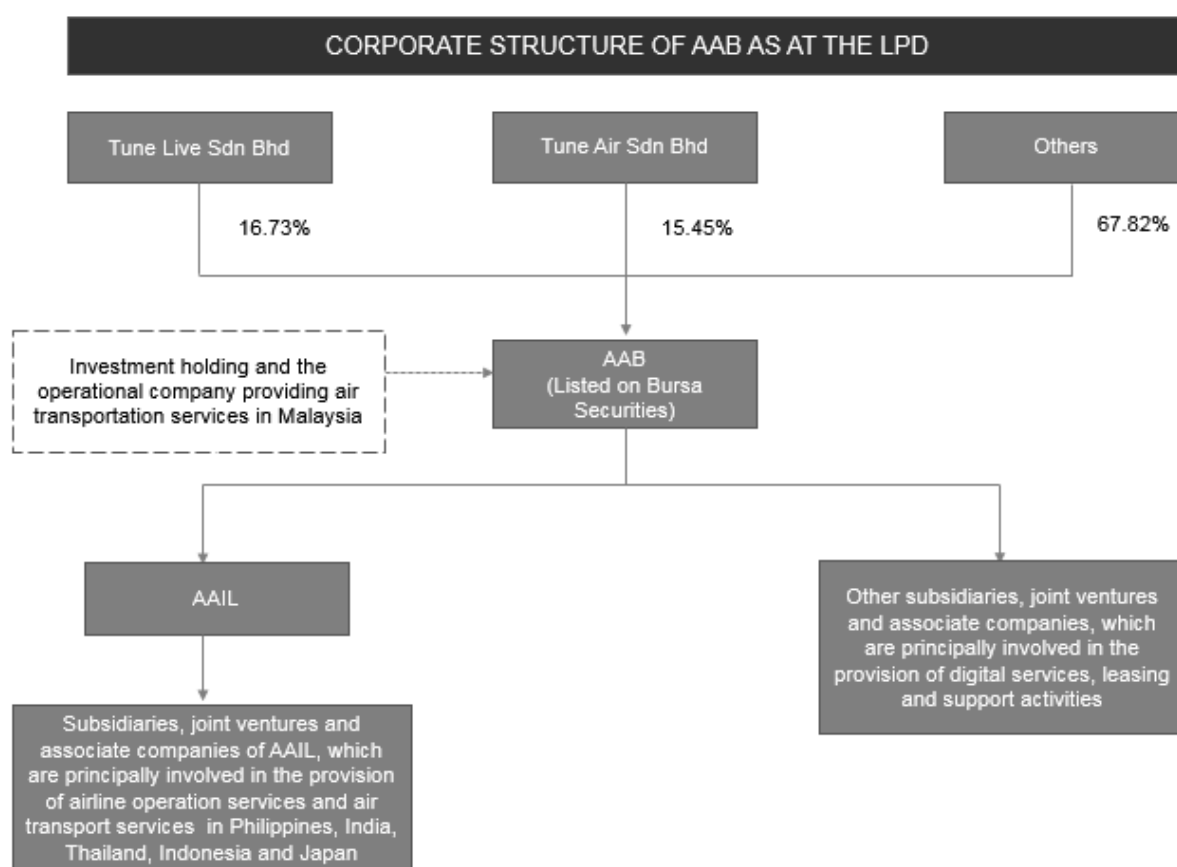 CORPORATE STRUCTURE OF AAB AS AT THE LPD
Tune Live Sdn Bhd
Tune Air Sdn Bhd
Others
16.73%
15.45%
67.82%
Investment holding and the
operational company providing air
transportation services in Malaysia
AAB
(Listed on Bursa
Securities)
AAIL
Other subsidiaries, joint ventures
and associate companies, which
are principally involved in the
provision of digital services, leasing
and support activities
Subsidiaries, joint ventures and
associate companies of AAIL, which
are principally involved in the provision
of airline operation services and air
transport services in Philippines, India,
Thailand, Indonesia and Japan